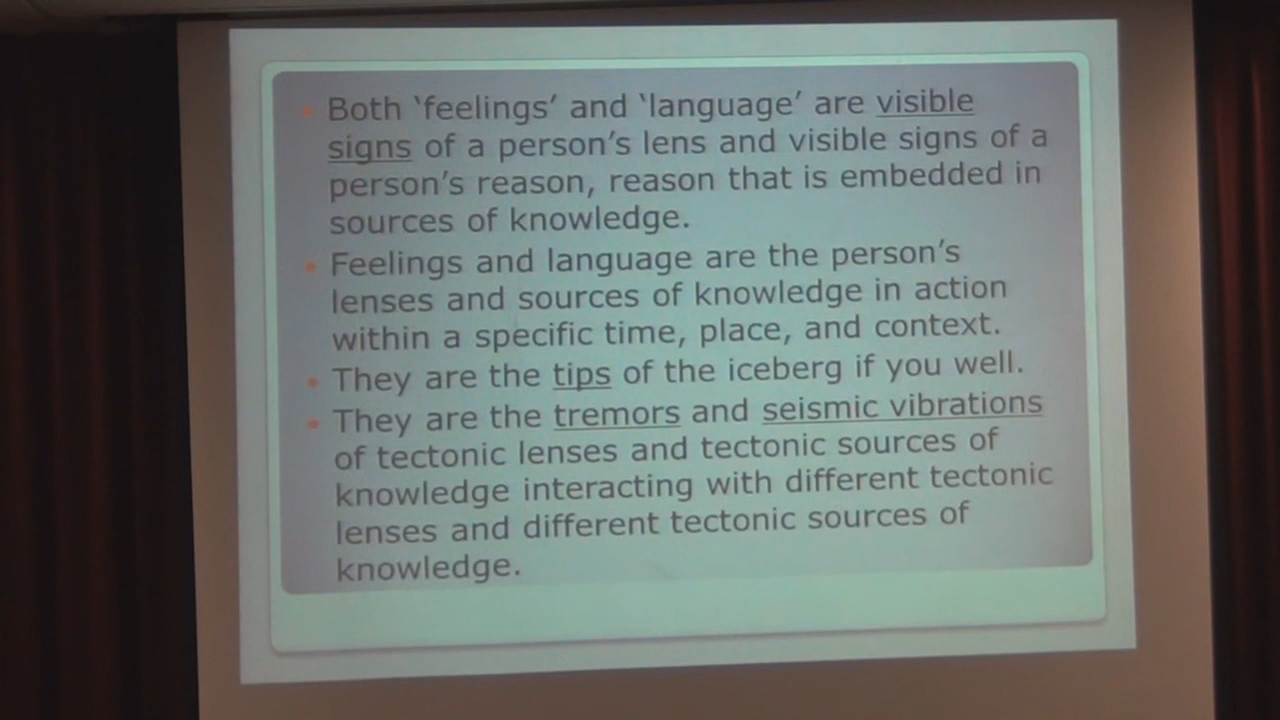 Both ‘feelings’ and ‘language’ are visible
signs of a person’s lens and visible signs of a
person’s reason, reason that is embedded in
sources of knowledge.
Feelings and language are the person’s
lenses and sources of knowledge in action
within a specific time, place, and context.
They are the tips of the iceberg if you well.
They are the tremors and seismic vibrations
of tectonic lenses and tectonic sources of
knowledge interacting with different tectonic
lenses and different tectonic sources of
knowledge.